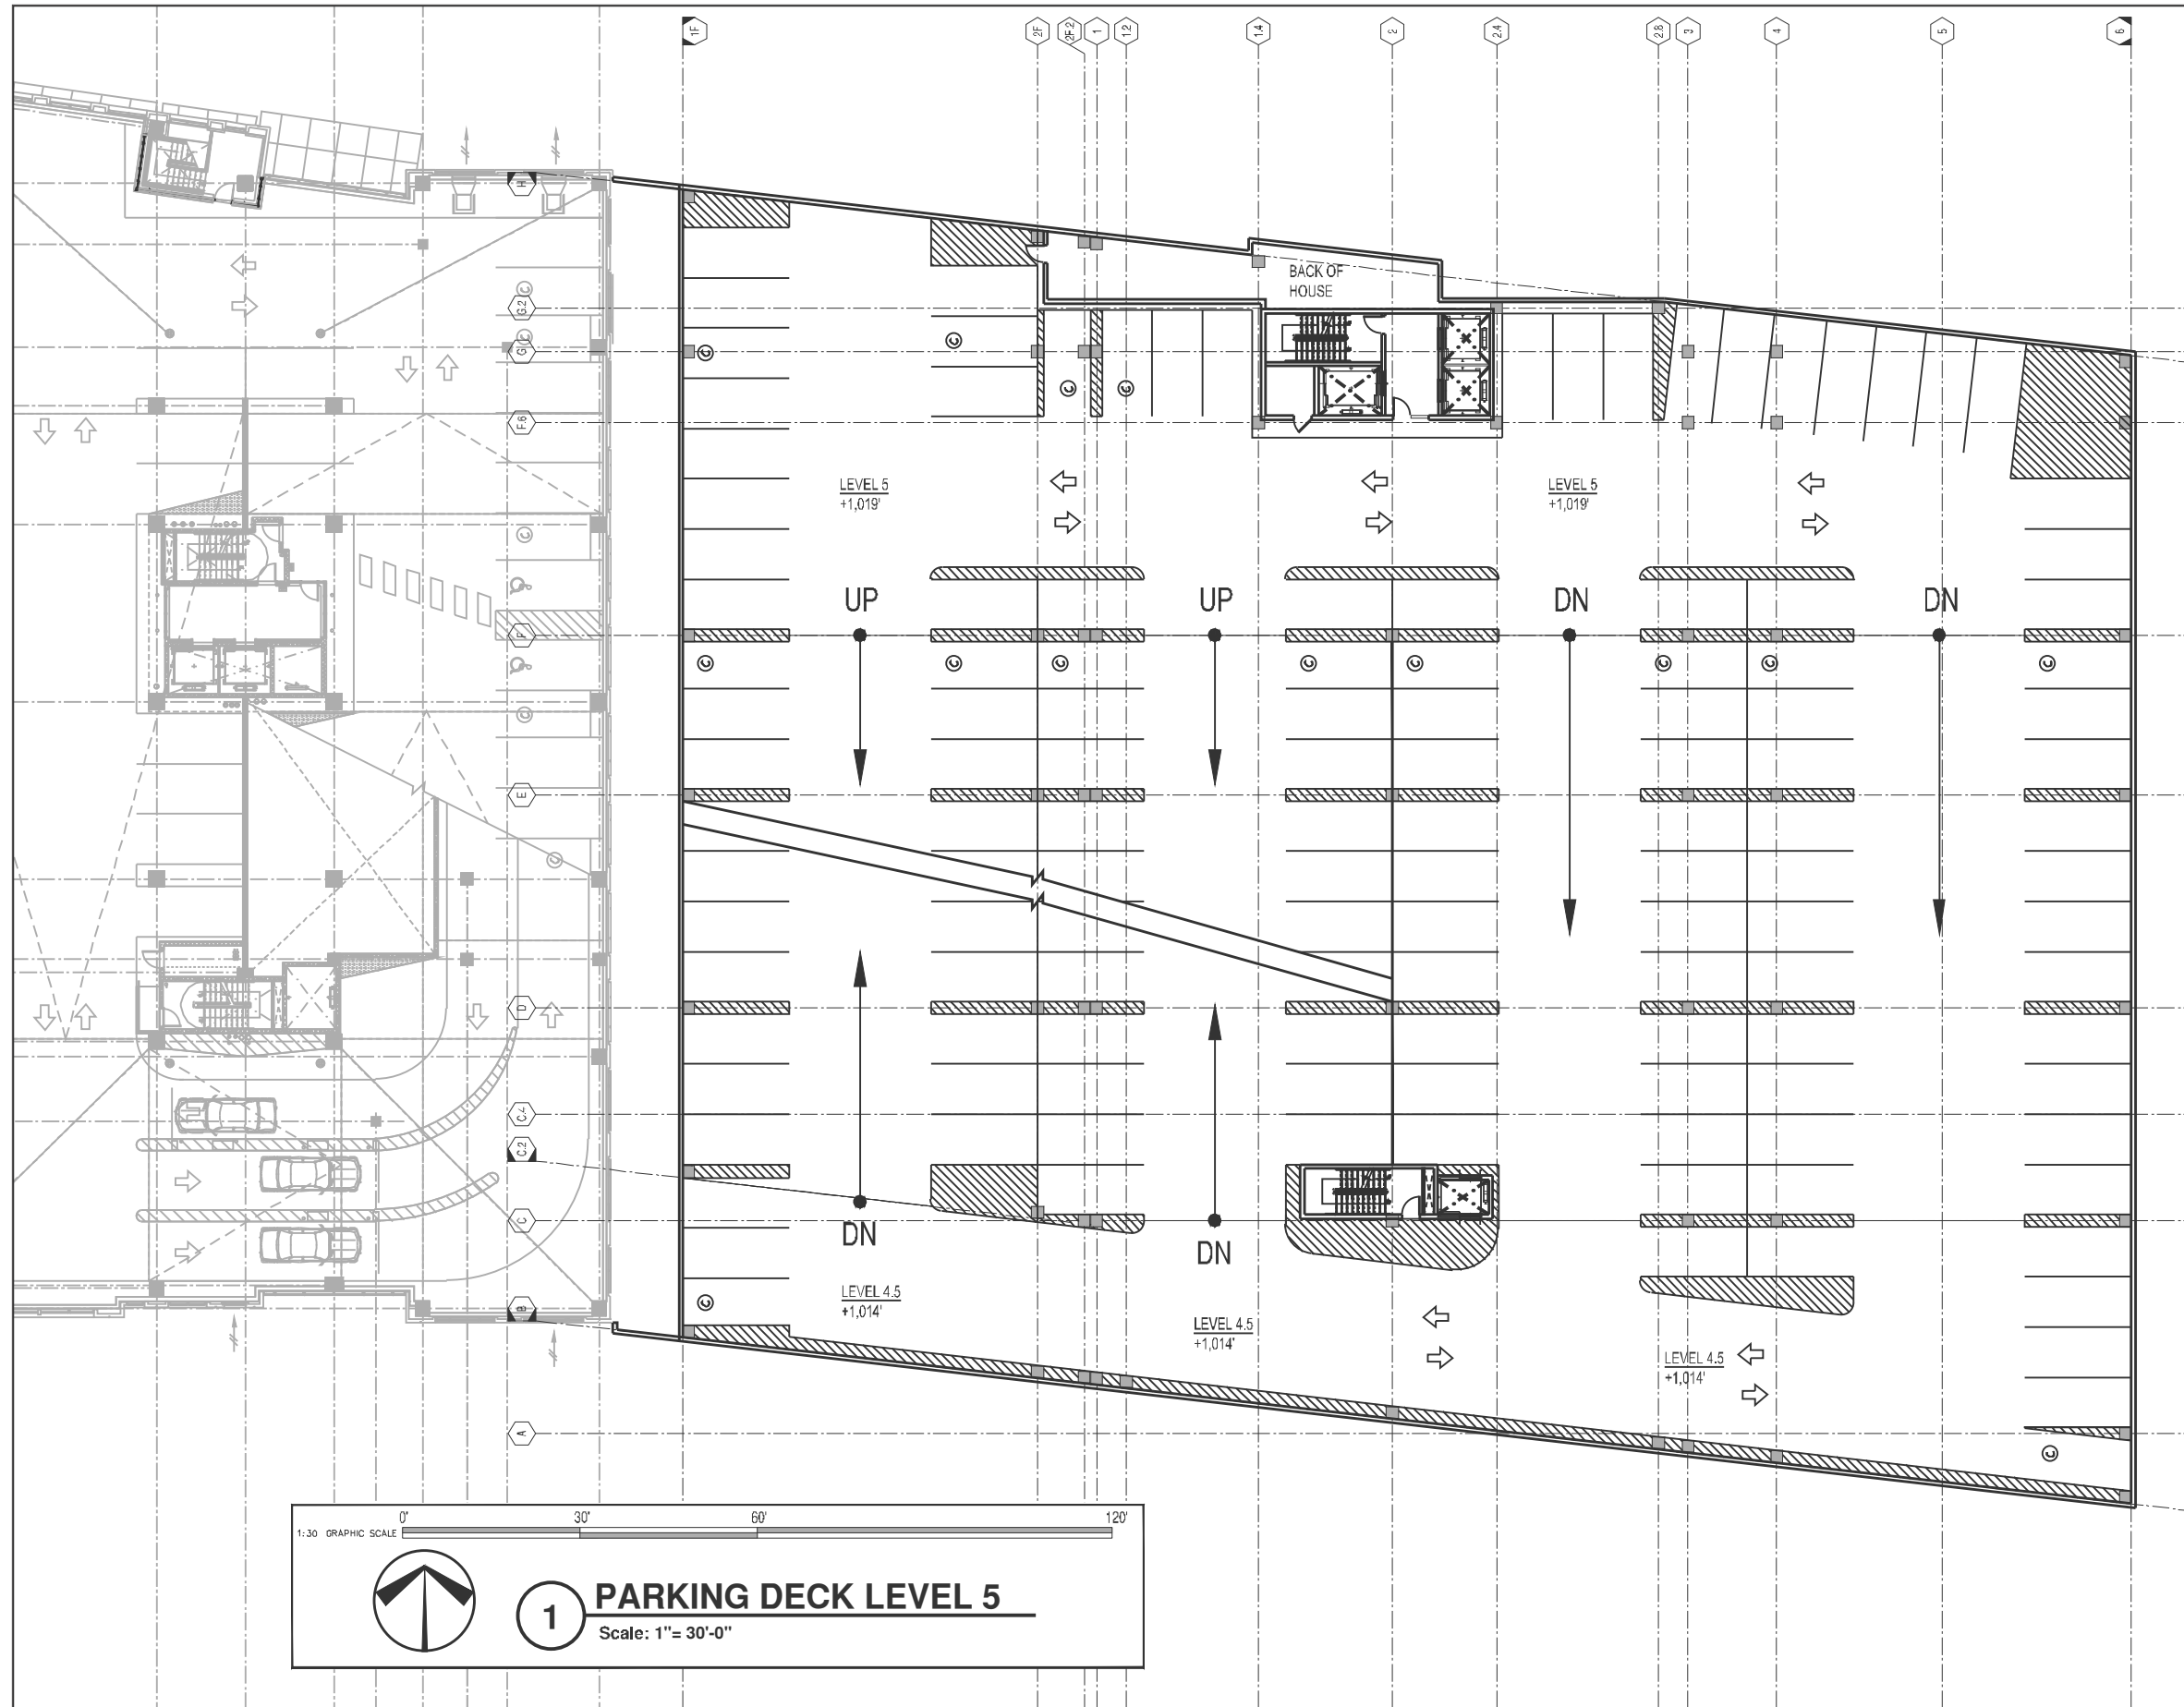 1F
2F
2F.2
1
1.2
1.4
2
2.4
2.8
3
4
5
6
H
BACK OF
HOUSE
C
G.2
C
G
C
C
C
C
F.6
LEVEL 5
+1,019'
LEVEL 5
+1,019'
C
UP
UP
DN
DN
F
C
C
C
C
C
C
C
C
C
E
C
D
C.4
C.2
C
DN
DN
LEVEL 4.5
+1,014'
C
B
LEVEL 4.5
+1,014'
LEVEL 4.5
+1,014'
A
C
0'
30'
60'
120'
1:30 GRAPHIC SCALE
1
PARKING DECK LEVEL 5
Scale: 1"= 30'-0"